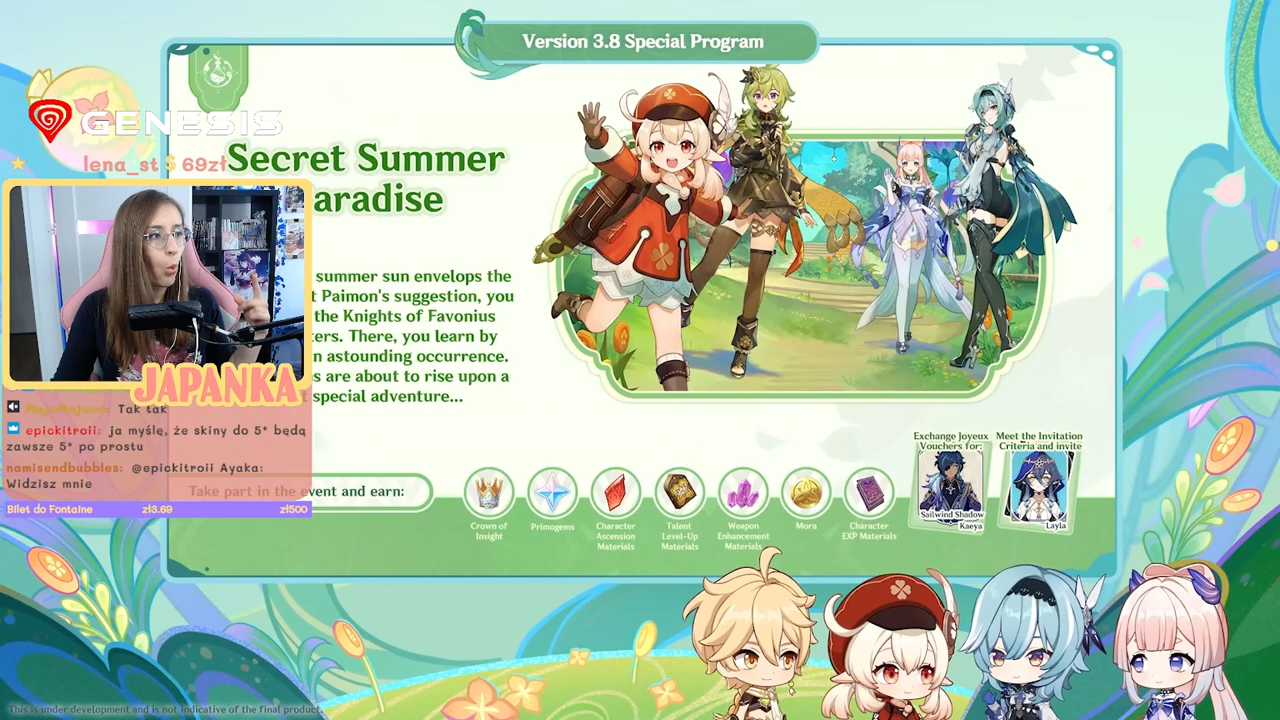 Version 3.8 Special Program
GENESIS
lena_st $ 69zł
Secret Summer
aradise
summer sun envelops the
t Paimon's suggestion, you
the Knights of Favonius
ters. There, you learn by
n astounding occurrence.
s are about to rise upon a
special adventure...
JAPANKA
Tak tak
epickitroii: ja myślę, że skiny do 5* będą
zawsze 5* po prostu
namisendbubbles: @epickitroii Ayaka:
Widzisz mnie
Bilet do Fontaine zł3.69 zł500
Take part in the event and earn:
Crown of
Insight
Primogems
Character
Ascension
Materials
Talent
Level-Up
Materials
Weapon
Enhancement
Materials
Mora
Character
EXP Materials
Exchange Joyeux
Vouchers for:
Sailwind Shadow
Kaeya
Meet the Invitation
Criteria and invite
Layla
This is under development and is not indicative of the final product.